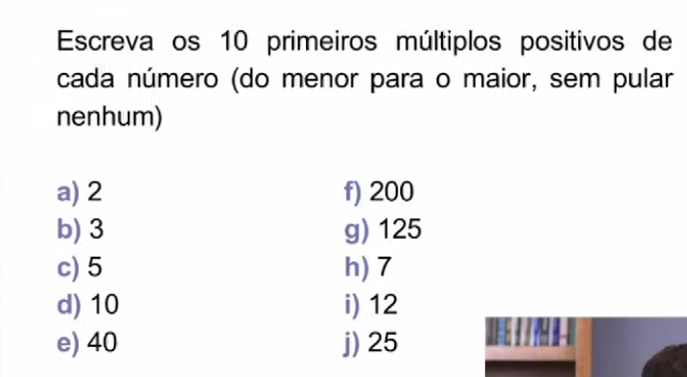 Escreva os 10 primeiros múltiplos positivos de
cada número (do menor para o maior, sem pular
nenhum)
a) 2
b) 3
c) 5
d) 10
e) 40
f) 200
g) 125
h) 7
i) 12
j) 25